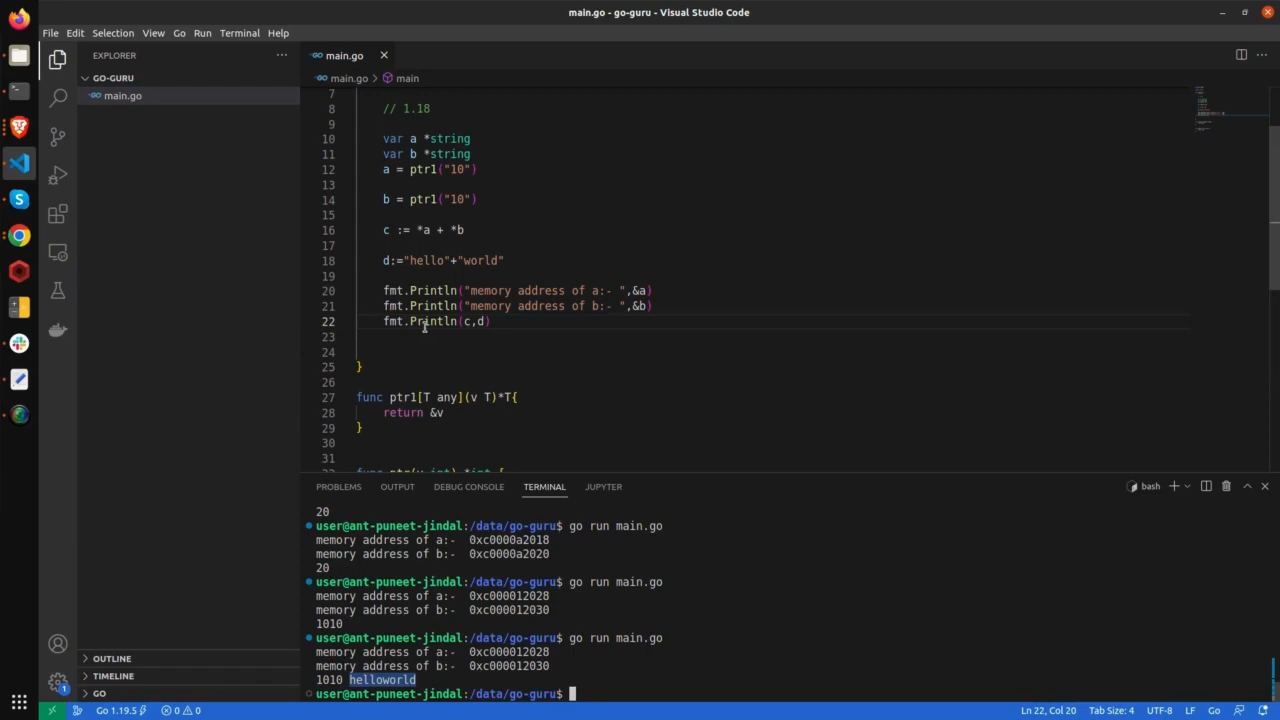 main.go - go-guru - Visual Studio Code
File Edit Selection View Go Run Terminal Help
EXPLORER
GO-GURU
main.go
OUTLINE
TIMELINE
GO
main.go
main.go > main
7
8 // 1.18
9
10 var a *string
11 var b *string
12 a = ptr1("10")
13
14 b = ptr1("10")
15
16 c := *a + *b
17
18 d:="hello"+"world"
19
20 fmt.Println("memory address of a:- ",&a)
21 fmt.Println("memory address of b:- ",&b)
22 fmt.Println(c,d)
23
24
25 }
26
27 func ptr1[T any](v T)*T{
28 return &v
29 }
30
31
PROBLEMS OUTPUT DEBUG CONSOLE TERMINAL JUPYTER
bash
20
user@ant-puneet-jindal:/data/go-guru$ go run main.go
memory address of a:- 0xc0000a2018
memory address of b:- 0xc0000a2020
20
user@ant-puneet-jindal:/data/go-guru$ go run main.go
memory address of a:- 0xc000012028
memory address of b:- 0xc000012030
1010
user@ant-puneet-jindal:/data/go-guru$ go run main.go
memory address of a:- 0xc000012028
memory address of b:- 0xc000012030
1010 helloworld
user@ant-puneet-jindal:/data/go-guru$
1
Go 1.19.5 0 0 Ln 22, Col 20 Tab Size: 4 UTF-8 LF Go